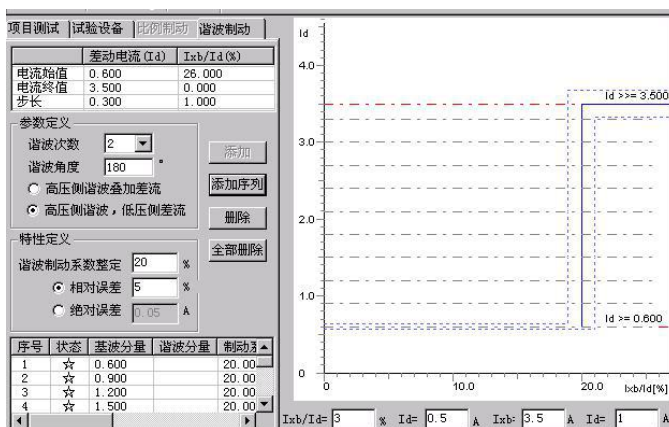 项目测试 试验设备 比例制动 谐波制动
差动电流(Id) Ixb/Id(%)
电流始值 0.600 26.000
电流终值 3.500 0.000
步长 0.300 1.000
参数定义
谐波次数 2
谐波角度 180 °
高压侧谐波叠加差流
高压侧谐波，低压侧差流
添加
添加序列
删除
全部删除
特性定义
谐波制动系数整定 20 %
相对误差 5 %
绝对误差 0.05 A
序号 状态 基波分量 谐波分量
1 ☆ 0.600 20.00
2 ☆ 0.900 20.00
3 ☆ 1.200 20.00
4 ☆ 1.500 20.00
Id
4.0
3.0
2.0
1.0
0
Id >>= 3.500
Id >= 0.600
10.0 20.0
Ixb/Id[%]
Ixb/Id= 3 % Id= 0.5 A Ixb: 3.5 A Id= 1 A